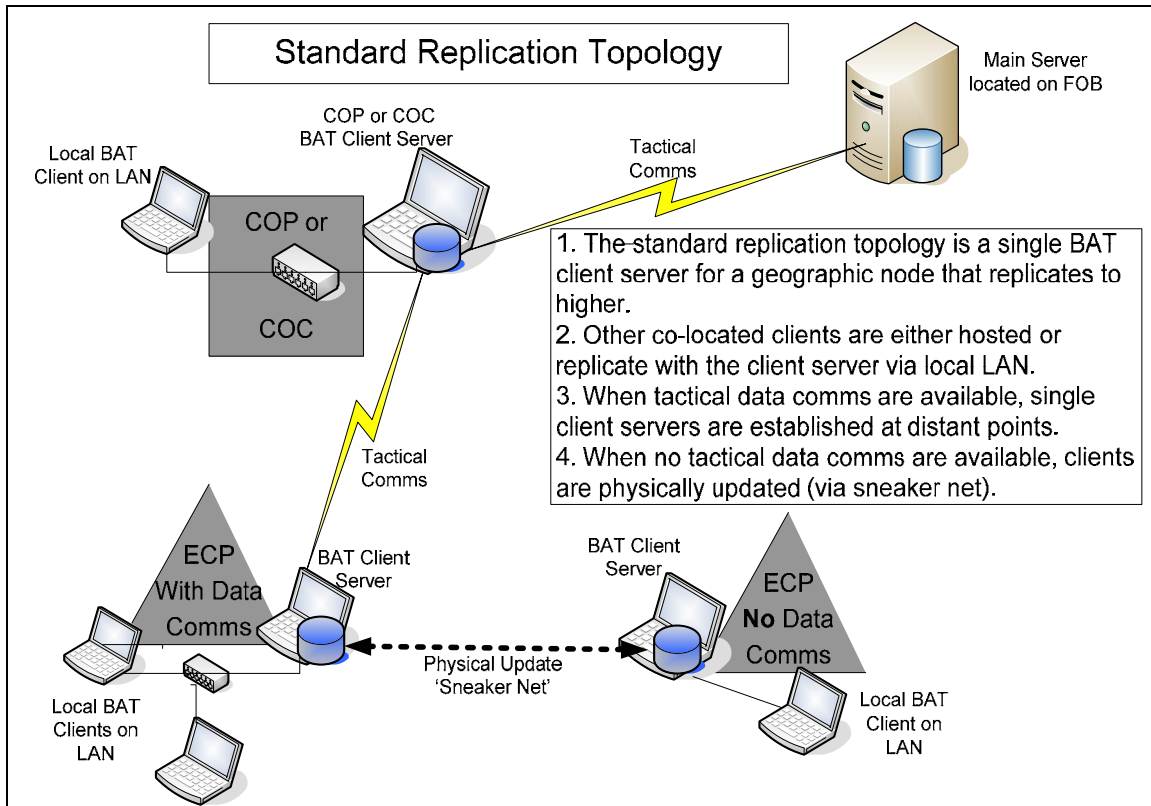 Standard Replication Topology
Main Server
located on FOB
COP or COC
BAT Client Server
Tactical
Comms
Local BAT
Client on LAN
COP or
COC
1. The standard replication topology is a single BAT
client server for a geographic node that replicates to
higher.
2. Other co-located clients are either hosted or
replicate with the client server via local LAN.
3. When tactical data comms are available, single
client servers are established at distant points.
4. When no tactical data comms are available, clients
are physically updated (via sneaker net).
Tactical
Comms
ECP
With Data
Comms
BAT Client
Server
BAT Client
Server
ECP
No Data
Comms
Physical Update
‘Sneaker Net’
Local BAT
Clients on
LAN
Local BAT
Client on
LAN